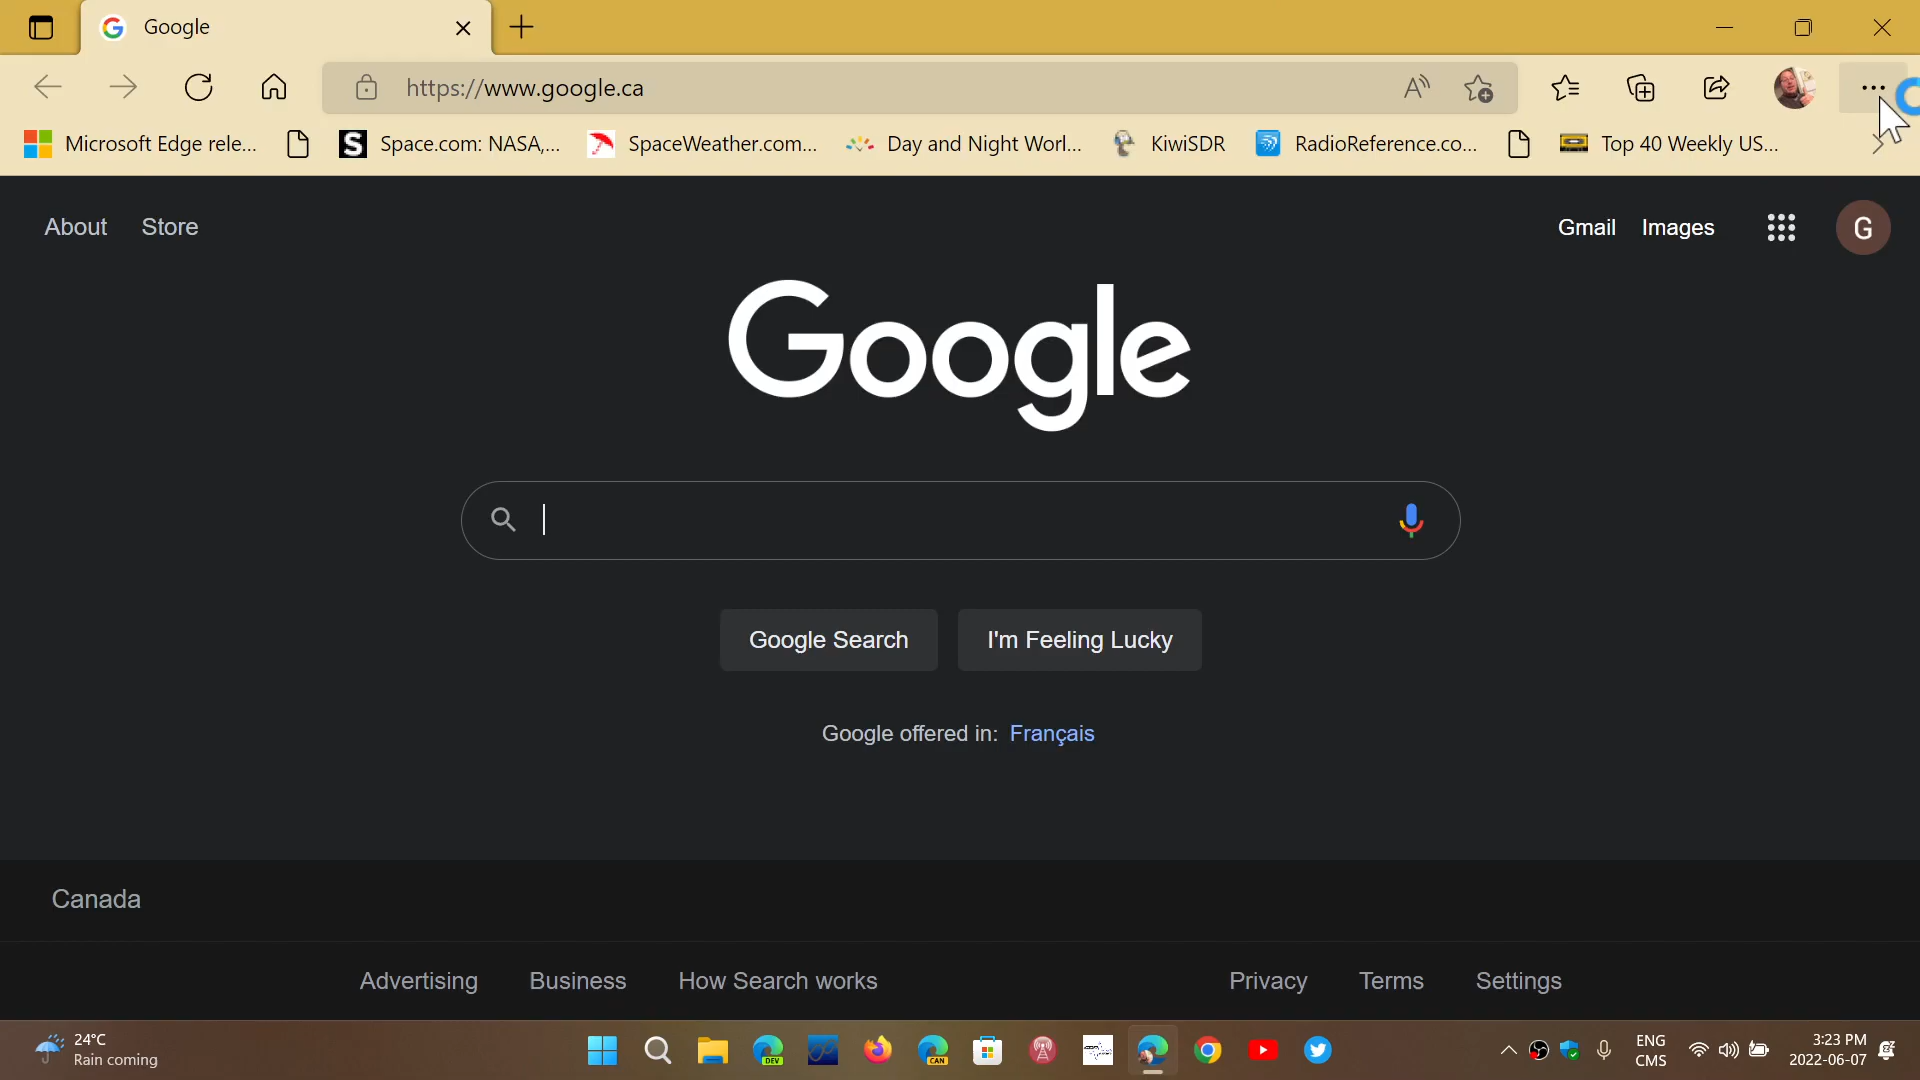 Google
https://www.google.ca
Microsoft Edge rele...
Space.com: NASA,...
SpaceWeather.com...
Day and Night Worl...
KiwiSDR
RadioReference.co...
Top 40 Weekly US...
About Store
Gmail Images
G
Google
Google Search
I'm Feeling Lucky
Google offered in: Français
Canada
Advertising Business How Search works
Privacy Terms Settings
24°C
Rain coming
DEV
CAN
ENG
CMS
3:23 PM
2022-06-07